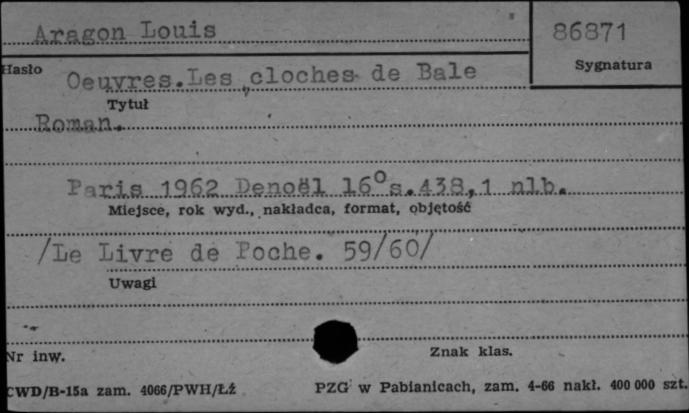 Aragon Louis
86871
Hasło
Sygnatura
Oeuvres.Les cloches de Bale
Tytuł
Roman.
Paris 1962 Denoël 16° s.438,1 nlb.
Miejsce, rok wyd., nakładca, format, objętość
/Le Livre de Poche. 59/60/
Uwagi
Nr inw.
Znak klas.
CWD/B-15a zam. 4066/PWH/Łź
PZG w Pabianicach, zam. 4-66 nakł. 400 000 szt.